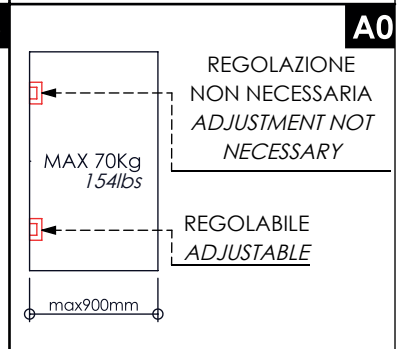 A0
REGOLAZIONE
NON NECESSARIA
ADJUSTMENT NOT
NECESSARY
MAX 70Kg
154lbs
REGOLABILE
ADJUSTABLE
max900mm